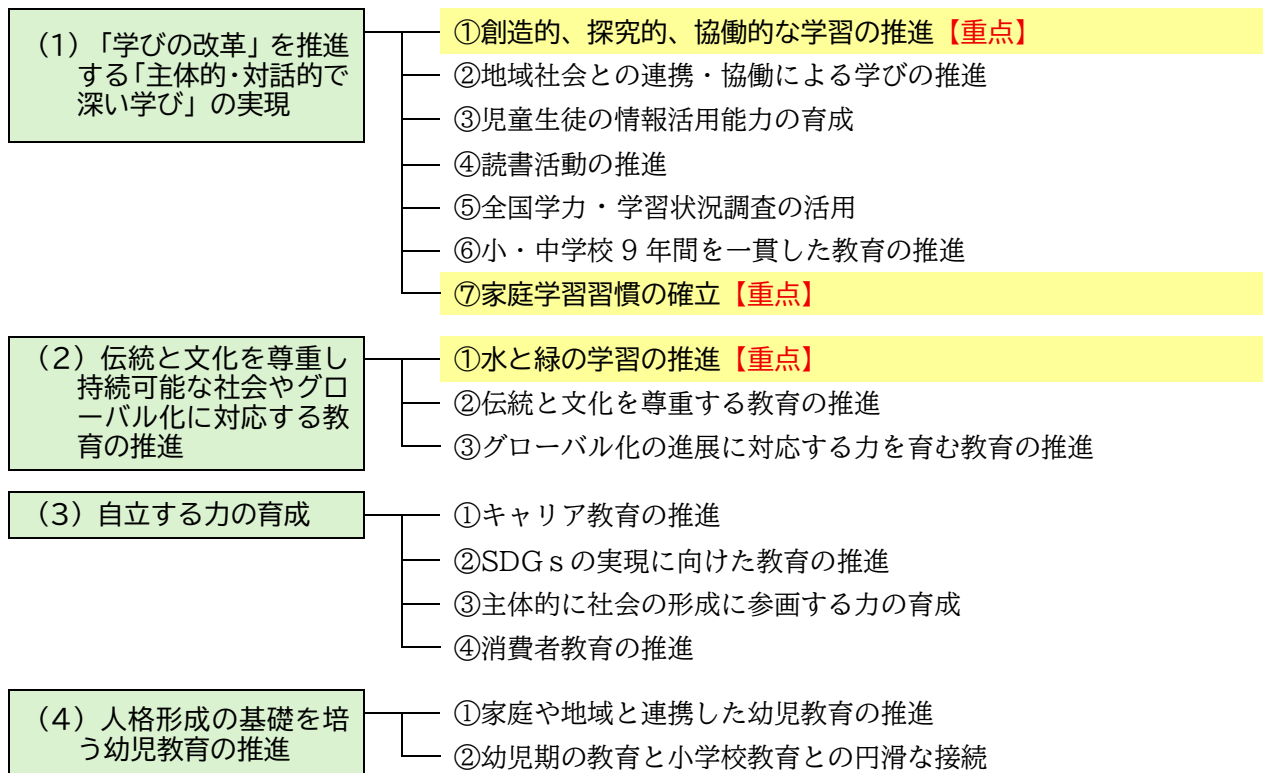 （1）「学びの改革」を推進
する「主体的・対話的で
深い学び」の実現
①創造的、探究的、協働的な学習の推進【重点】
②地域社会との連携・協働による学びの推進
③児童生徒の情報活用能力の育成
④読書活動の推進
⑤全国学力・学習状況調査の活用
⑥小・中学校９年間を一貫した教育の推進
⑦家庭学習習慣の確立【重点】
（2）伝統と文化を尊重し
持続可能な社会やグロ
ーバル化に対応する教
育の推進
①水と緑の学習の推進【重点】
②伝統と文化を尊重する教育の推進
③グローバル化の進展に対応する力を育む教育の推進
（3）自立する力の育成
①キャリア教育の推進
②SDGｓの実現に向けた教育の推進
③主体的に社会の形成に参画する力の育成
④消費者教育の推進
（4）人格形成の基礎を培
う幼児教育の推進
①家庭や地域と連携した幼児教育の推進
②幼児期の教育と小学校教育との円滑な接続